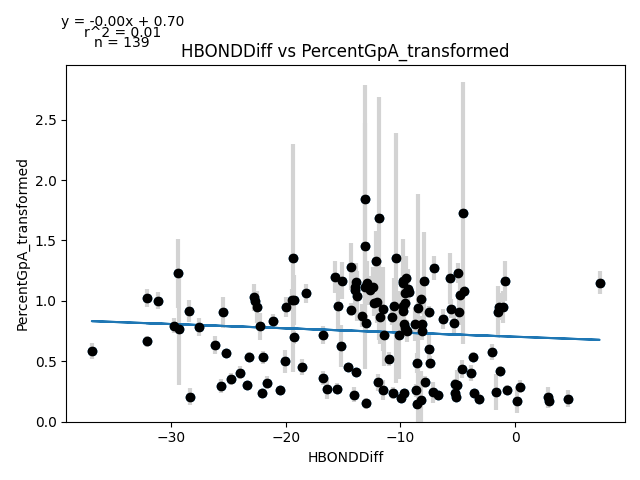 y = -0.00x + 0.70
r^2 = 0.01
n = 139
HBONDDiff vs PercentGpA_transformed
PercentGpA_transformed
2.5
2.0
1.5
1.0
0.5
0.0
−30
−20
−10
0
HBONDDiff